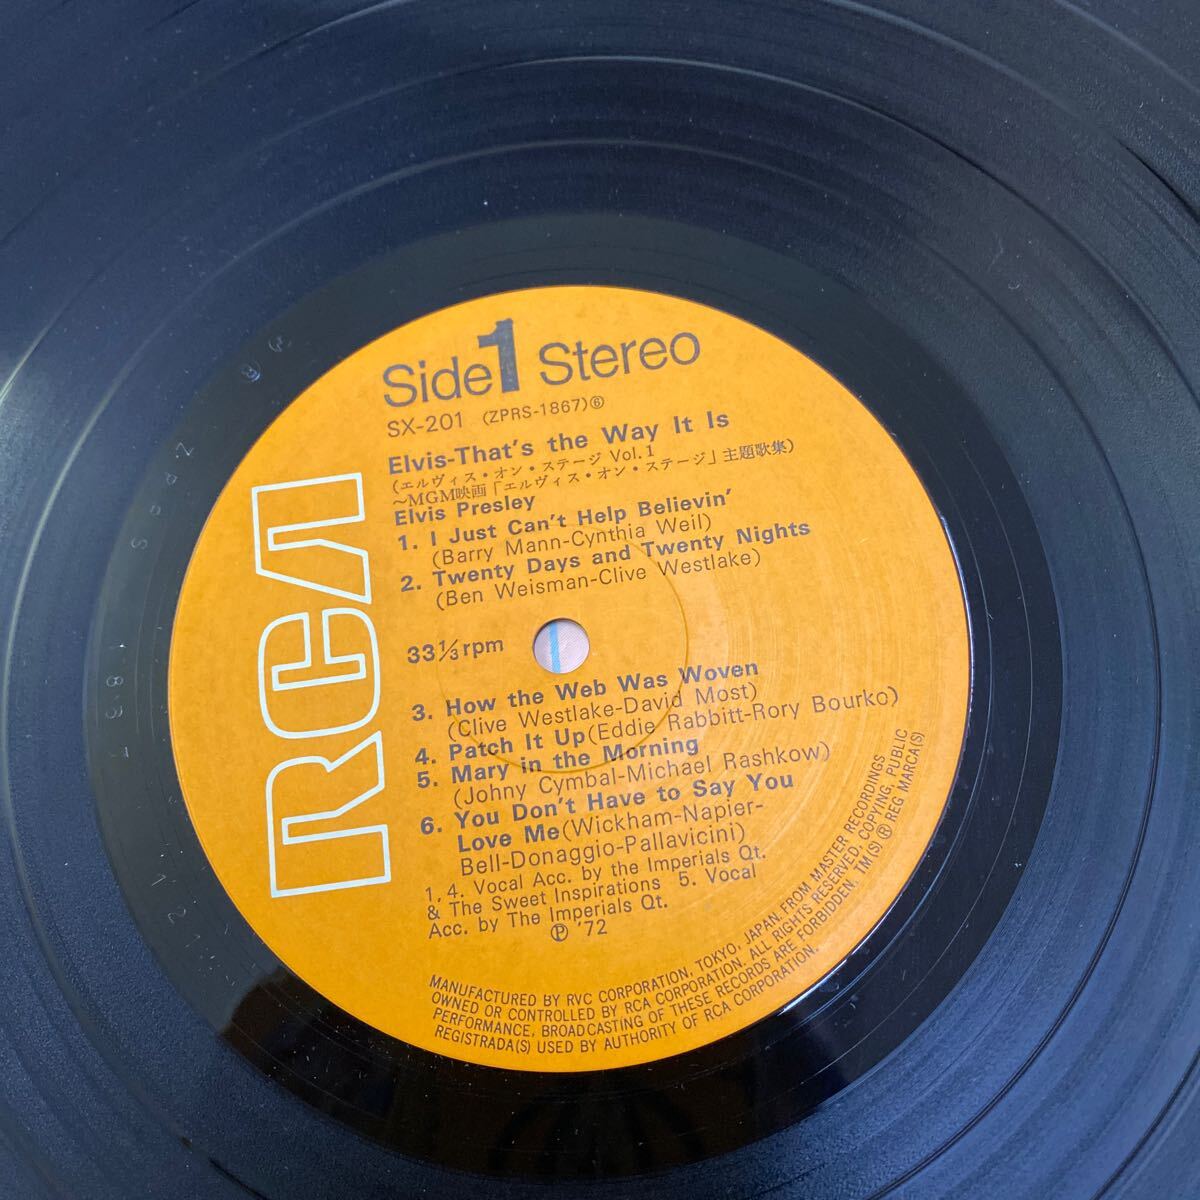 RCA
Side 1 Stereo
SX-201 (ZPRS-1867)⑥
Elvis-That's the Way It Is
(エルヴィス・オン・ステージ Vol.1
〜MGM映画「エルヴィス・オン・ステージ」主題歌集)
Elvis Presley
1. I Just Can't Help Believin'
(Barry Mann-Cynthia Weil)
2. Twenty Days and Twenty Nights
(Ben Weisman-Clive Westlake)
33 1/3 rpm
3. How the Web Was Woven
(Clive Westlake-David Most)
4. Patch It Up(Eddie Rabbitt-Rory Bourko)
5. Mary in the Morning
(Johny Cymbal-Michael Rashkow)
6. You Don't Have to Say You
Love Me(Wickham-Napier-
Bell-Donaggio-Pallavicini)
1, 4. Vocal Acc. by the Imperials Qt.
& The Sweet Inspirations 5. Vocal
Acc. by The Imperials Qt.
Ⓟ '72
MANUFACTURED BY RVC CORPORATION, TOKYO, JAPAN. FROM MASTER RECORDINGS
OWNED OR CONTROLLED BY RCA CORPORATION. ALL RIGHTS RESERVED. COPYING, PUBLIC
PERFORMANCE, BROADCASTING OF THESE RECORDS ARE FORBIDDEN. TM(S) ® REG MARCA(S)
REGISTRADA(S) USED BY AUTHORITY OF RCA CORPORATION.